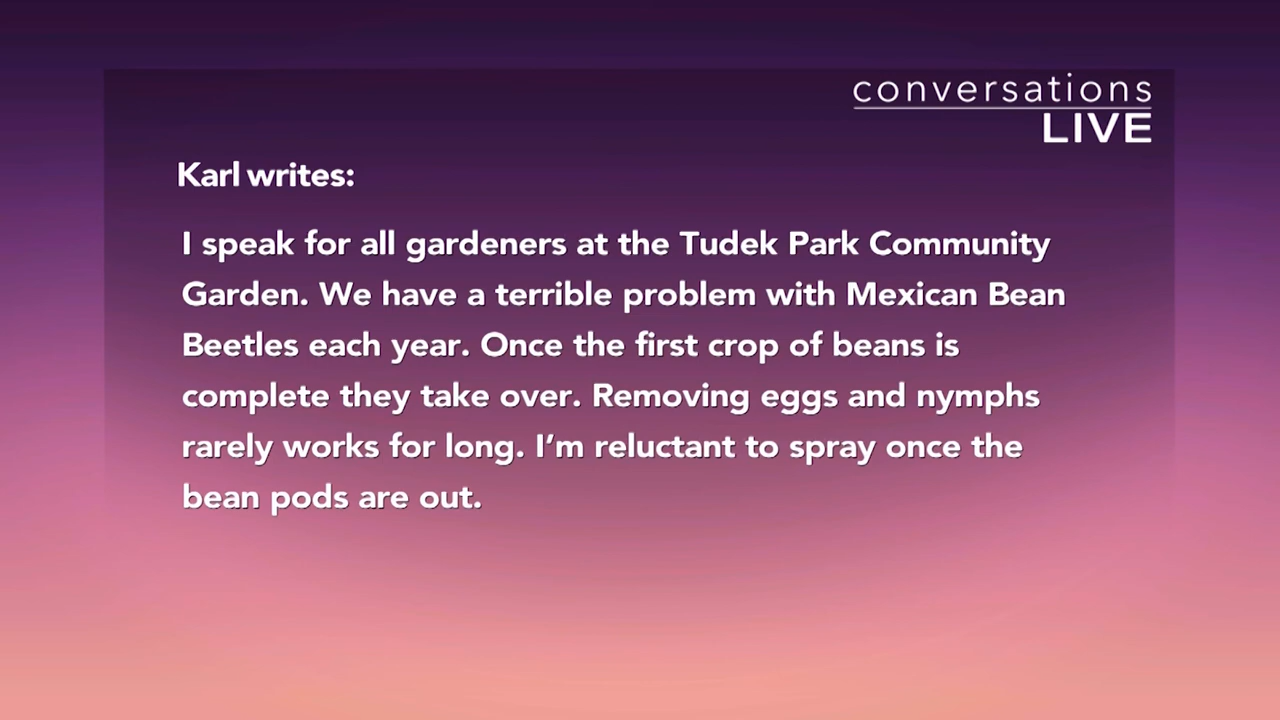 conversations
LIVE
Karl writes:
I speak for all gardeners at the Tudek Park Community
Garden. We have a terrible problem with Mexican Bean
Beetles each year. Once the first crop of beans is
complete they take over. Removing eggs and nymphs
rarely works for long. I’m reluctant to spray once the
bean pods are out.